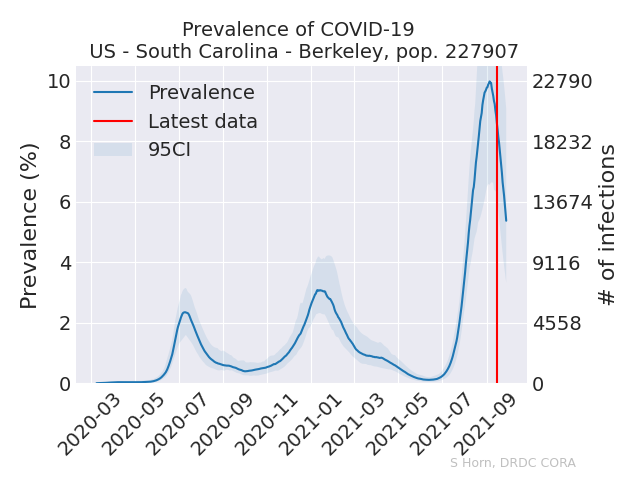 Prevalence of COVID-19
US - South Carolina - Berkeley, pop. 227907
Prevalence
Latest data
95CI
Prevalence (%)
10
8
6
4
2
0
22790
18232
13674
9116
4558
0
# of infections
2020-03
2020-05
2020-07
2020-09
2020-11
2021-01
2021-03
2021-05
2021-07
2021-09
S Horn, DRDC CORA